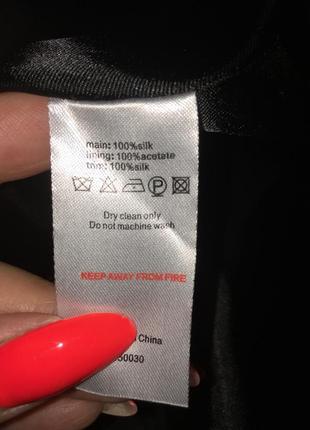 main: 100%silk
lining: 100%acetate
trim: 100%silk
P
Dry clean only
Do not machine wash
KEEP AWAY FROM FIRE
China
50030